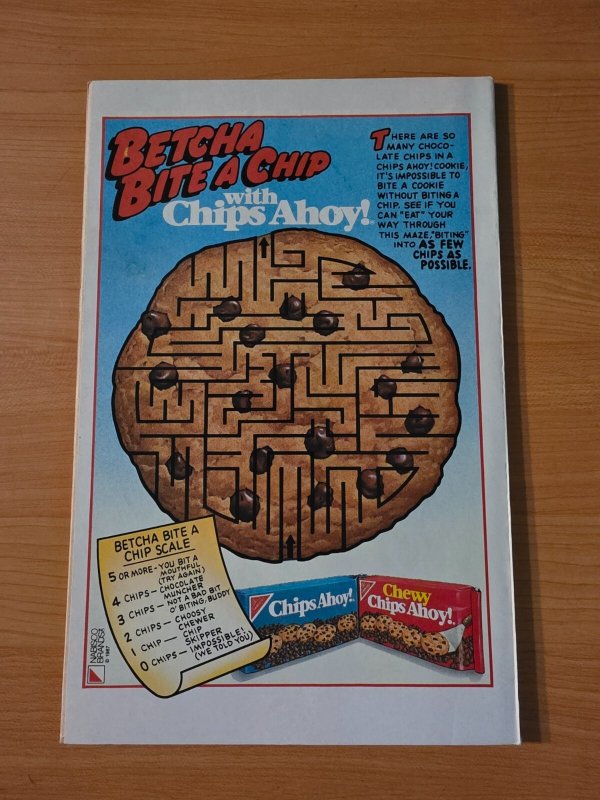 BETCHA
BITE A CHIP
with
Chips Ahoy!
THERE ARE SO
MANY CHOCO-
LATE CHIPS IN A
CHIPS AHOY! COOKIE,
IT'S IMPOSSIBLE TO
BITE A COOKIE
WITHOUT BITING A
CHIP. SEE IF YOU
CAN "EAT" YOUR
WAY THROUGH
THIS MAZE, "BITING"
INTO AS FEW
CHIPS AS
POSSIBLE.
BETCHA BITE A
CHIP SCALE
5 OR MORE - YOU BIT A
MOUTHFUL
(TRY AGAIN)
4 CHIPS - CHOCOLATE
MUNCHER
3 CHIPS - NOT A BAD BIT
O' BITING, BUDDY
2 CHIPS - CHOOSY
CHEWER
1 CHIP - CHIP
SKIPPER
0 CHIPS - IMPOSSIBLE!
(WE TOLD YOU)
Chips Ahoy!
Chewy
Chips Ahoy!
NABISCO
BRANDS
© 1987